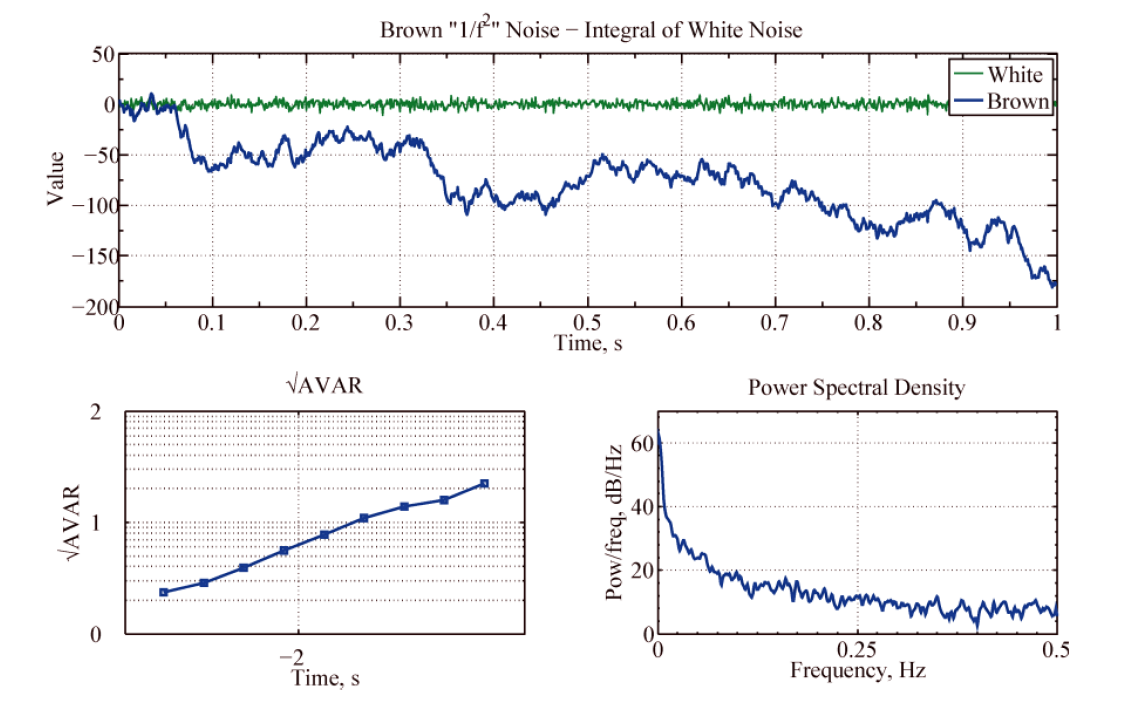 Brown "1/f²" Noise − Integral of White Noise
50
0
−50
−100
−150
−200
Value
White
Brown
0 0.1 0.2 0.3 0.4 0.5 0.6 0.7 0.8 0.9 1
Time, s
√AVAR
2
1
0
√AVAR
−2
Time, s
Power Spectral Density
60
40
20
0
Pow/freq, dB/Hz
0 0.25 0.5
Frequency, Hz